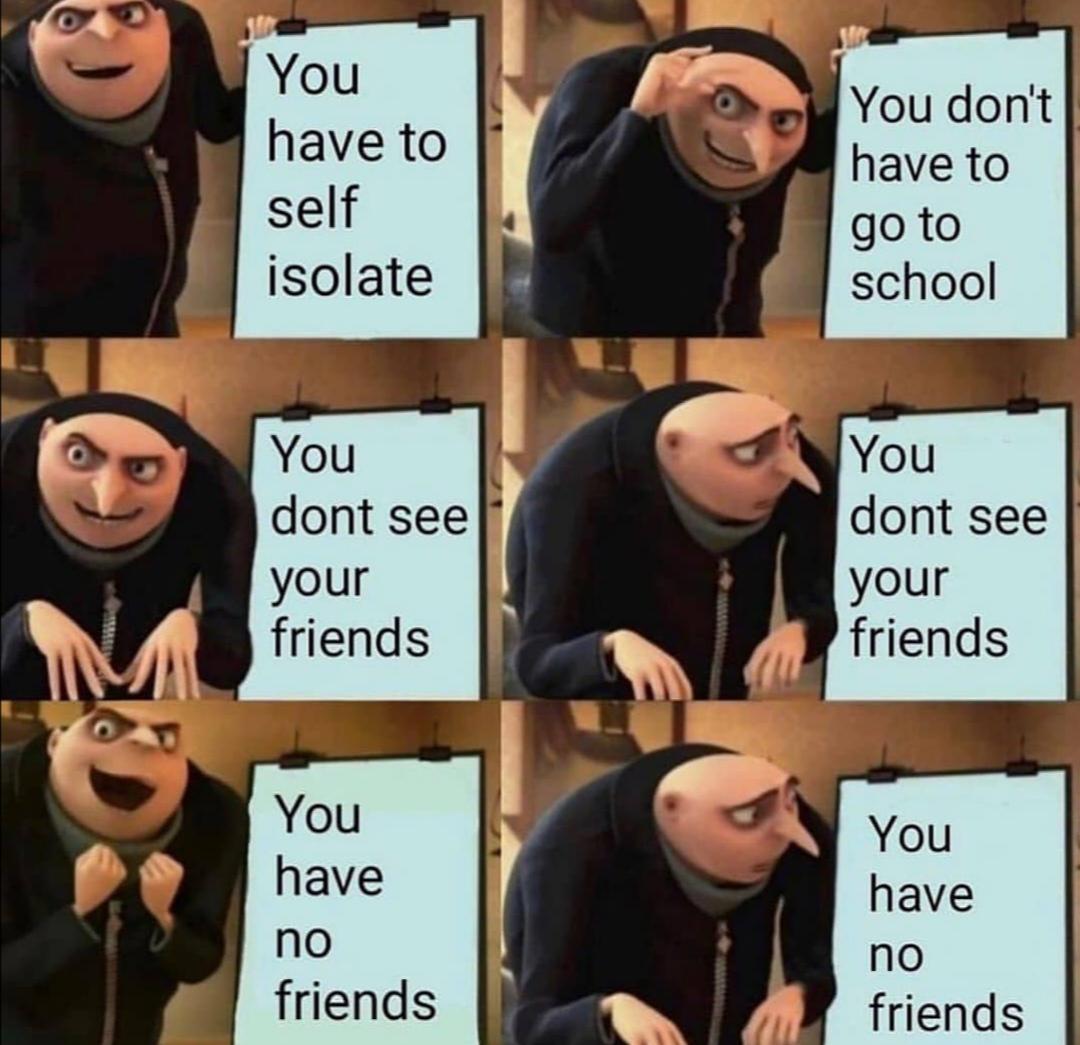 You
have to
self
isolate
You don't
have to
go to
school
You
dont see
your
friends
You
dont see
your
friends
You
have
no
friends
You
have
no
friends